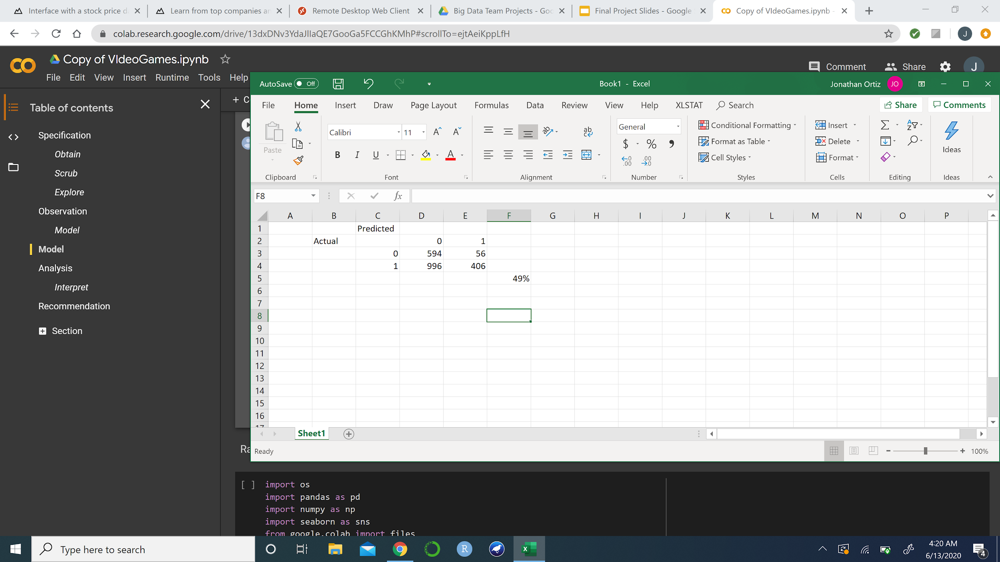 Interface with a stock price d
Learn from top companies ar
Remote Desktop Web Client
Big Data Team Projects - Goo
Final Project Slides - Google
Copy of VIdeoGames.ipynb -
colab.research.google.com/drive/13dxDNv3YdaJlIaQE7GooGa5FCCGhKMhP#scrollTo=ejtAeiKppLfH
J
CO Copy of VIdeoGames.ipynb
File Edit View Insert Runtime Tools Help
Comment Share J
Table of contents
Specification
Obtain
Scrub
Explore
Observation
Model
Model
Analysis
Interpret
Recommendation
Section
AutoSave Off
Book1 - Excel
Jonathan Ortiz JO
File Home Insert Draw Page Layout Formulas Data Review View Help XLSTAT Search
Share Comments
Paste
Clipboard
Calibri 11
B I U A
Font
Alignment
General
$ % ,
Number
Conditional Formatting
Format as Table
Cell Styles
Styles
Insert
Delete
Format
Cells
Editing
Ideas
Ideas
F8 fx
A B C D E F G H I J K L M N O P
1 Predicted
2 Actual 0 1
3 0 594 56
4 1 996 406
5 49%
6
7
8
9
10
11
12
13
14
15
16
17
Sheet1
Ready
100%
[ ] import os
import pandas as pd
import numpy as np
import seaborn as sns
from google.colab import files
Type here to search
R
4:20 AM
6/13/2020
4